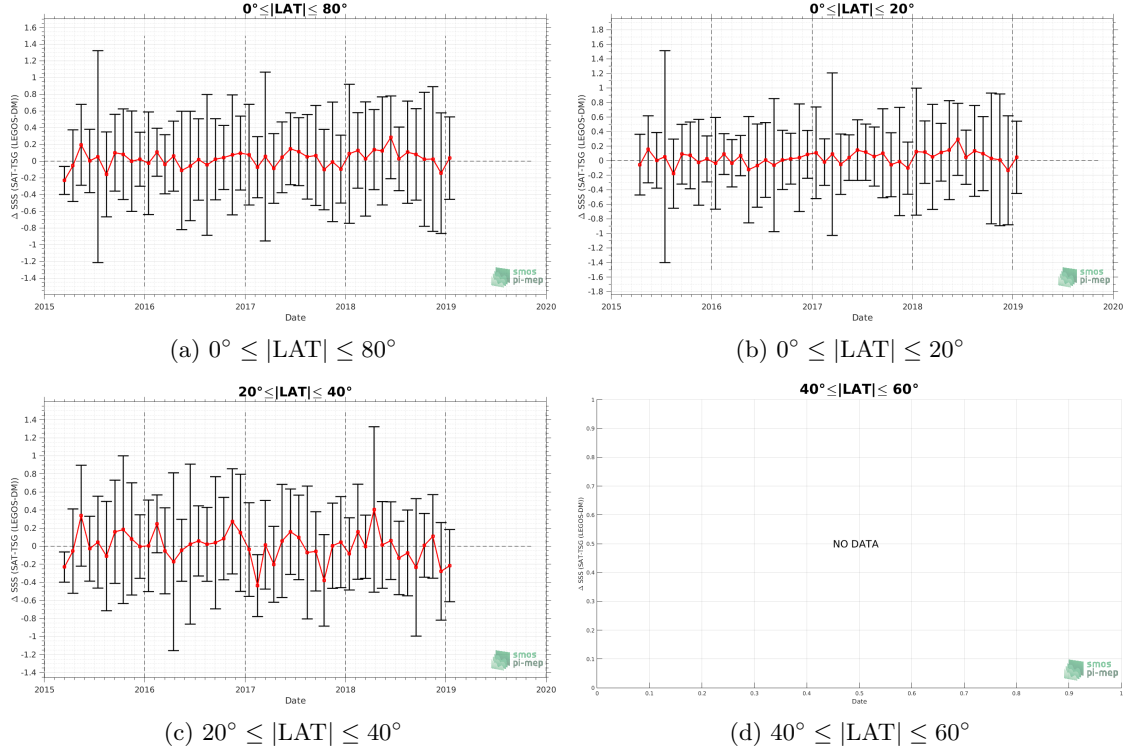 0°≤|LAT|≤ 80°
Δ SSS (SAT-TSG (LEGOS-DM))
1.6
1.4
1.2
1
0.8
0.6
0.4
0.2
0
-0.2
-0.4
-0.6
-0.8
-1
-1.2
-1.4
2015 2016 2017 2018 2019 2020
Date
smos
pi-mep
(a) 0° ≤ |LAT| ≤ 80°
0°≤|LAT|≤ 20°
Δ SSS (SAT-TSG (LEGOS-DM))
1.8
1.6
1.4
1.2
1
0.8
0.6
0.4
0.2
0
-0.2
-0.4
-0.6
-0.8
-1
-1.2
-1.4
-1.6
-1.8
2015 2016 2017 2018 2019 2020
Date
smos
pi-mep
(b) 0° ≤ |LAT| ≤ 20°
20°≤|LAT|≤ 40°
Δ SSS (SAT-TSG (LEGOS-DM))
1.4
1.2
1
0.8
0.6
0.4
0.2
0
-0.2
-0.4
-0.6
-0.8
-1
-1.2
-1.4
2015 2016 2017 2018 2019 2020
Date
smos
pi-mep
(c) 20° ≤ |LAT| ≤ 40°
40°≤|LAT|≤ 60°
Δ SSS (SAT-TSG (LEGOS-DM))
1
0.9
0.8
0.7
0.6
0.5
0.4
0.3
0.2
0.1
0
NO DATA
0 0.1 0.2 0.3 0.4 0.5 0.6 0.7 0.8 0.9 1
Date
smos
pi-mep
(d) 40° ≤ |LAT| ≤ 60°